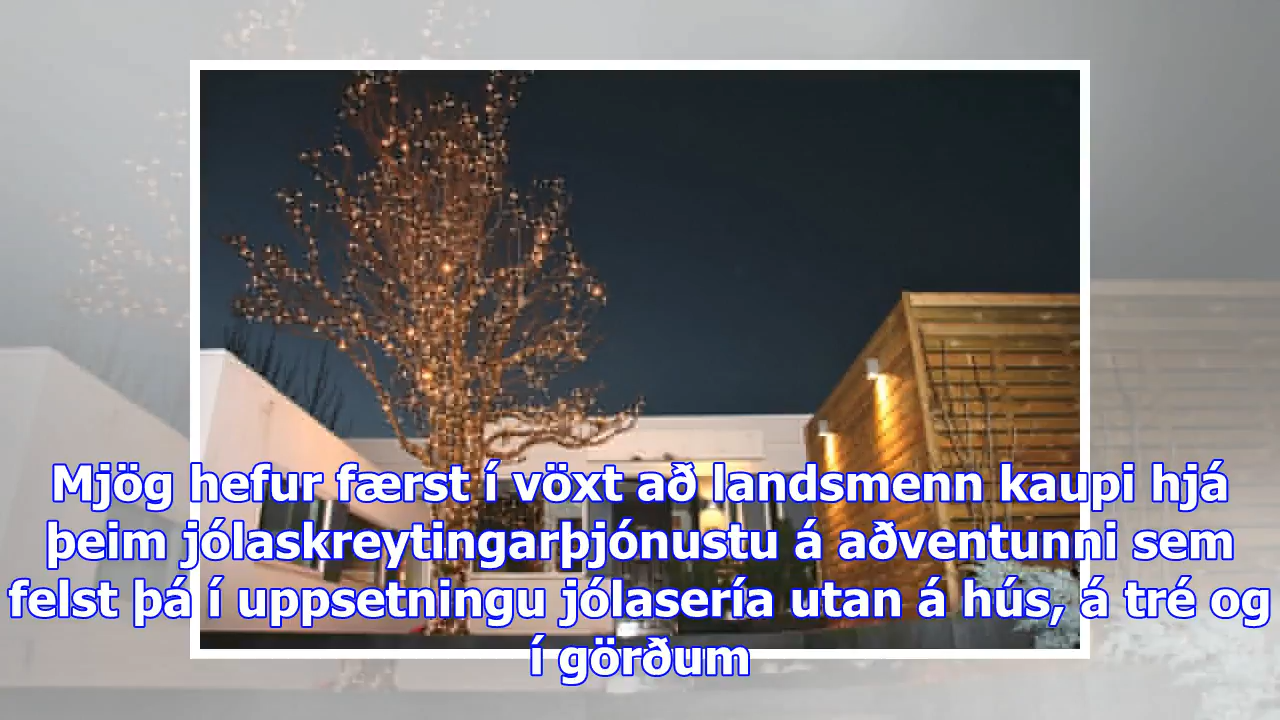 Mjög hefur færst í vöxt að landsmenn kaupi hjá
þeim jólaskreytingarþjónustu á aðventunni sem
felst þá í uppsetningu jólasería utan á hús, á tré og
í görðum